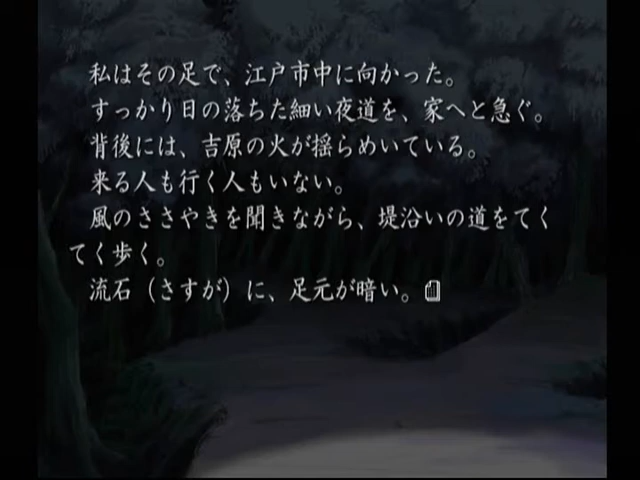 私はその足で、江戸市中に向かった。
すっかり日の落ちた細い夜道を、家へと急ぐ。
背後には、吉原の火が揺らめいている。
来る人も行く人もいない。
風のささやきを聞きながら、堤沿いの道をてく
てく歩く。
流石（さすが）に、足元が暗い。